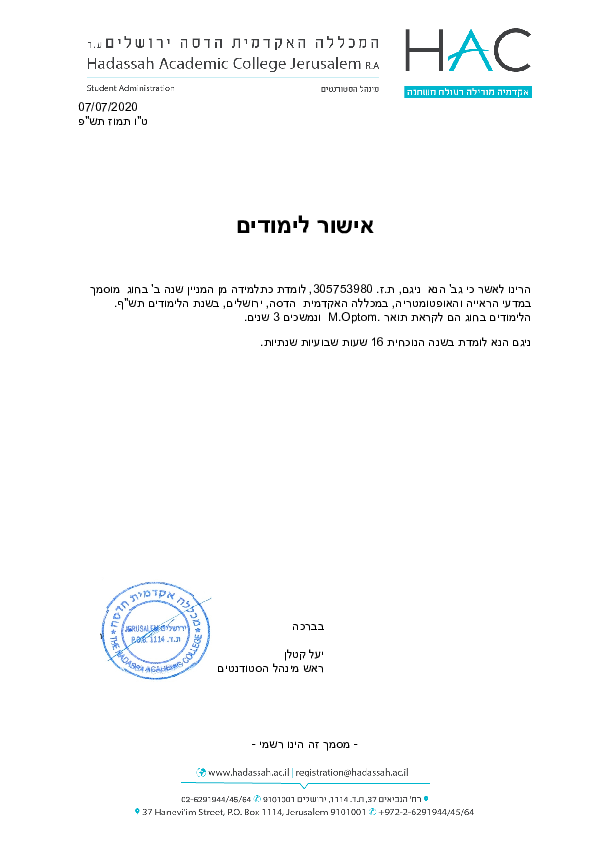 המכללה האקדמית הדסה ירושלים ע.ר
Hadassah Academic College Jerusalem R.A
Student Administration מינהל הסטודנטים
HAC
אקדמיה מובילה בעולם משתנה
07/07/2020
ט"ו תמוז תש"פ
אישור לימודים
הרינו לאשר כי גב' הנא ניגם, ת.ז. 305753980, לומדת כתלמידה מן המניין שנה ב' בחוג מוסמך
במדעי הראייה והאופטומטריה, במכללה האקדמית הדסה, ירושלים, בשנת הלימודים תש"ף.
הלימודים בחוג הם לקראת תואר M.Optom. ונמשכים 3 שנים.
ניגם הנא לומדת בשנה הנוכחית 16 שעות שבועיות שנתיות.
מכללה אקדמית הדסה
JERUSALEM ירושלים
P.O.B. 1114 ת.ד.
THE HADASSAH ACADEMIC COLLEGE
בברכה
יעל קטלן
ראש מינהל הסטודנטים
- מסמך זה הינו רשמי -
www.hadassah.ac.il | registration@hadassah.ac.il
רח' הנביאים 37, ת.ד. 1114, ירושלים 9101001 02-6291944/45/64
37 Hanevi'im Street, P.O. Box 1114, Jerusalem 9101001 +972-2-6291944/45/64